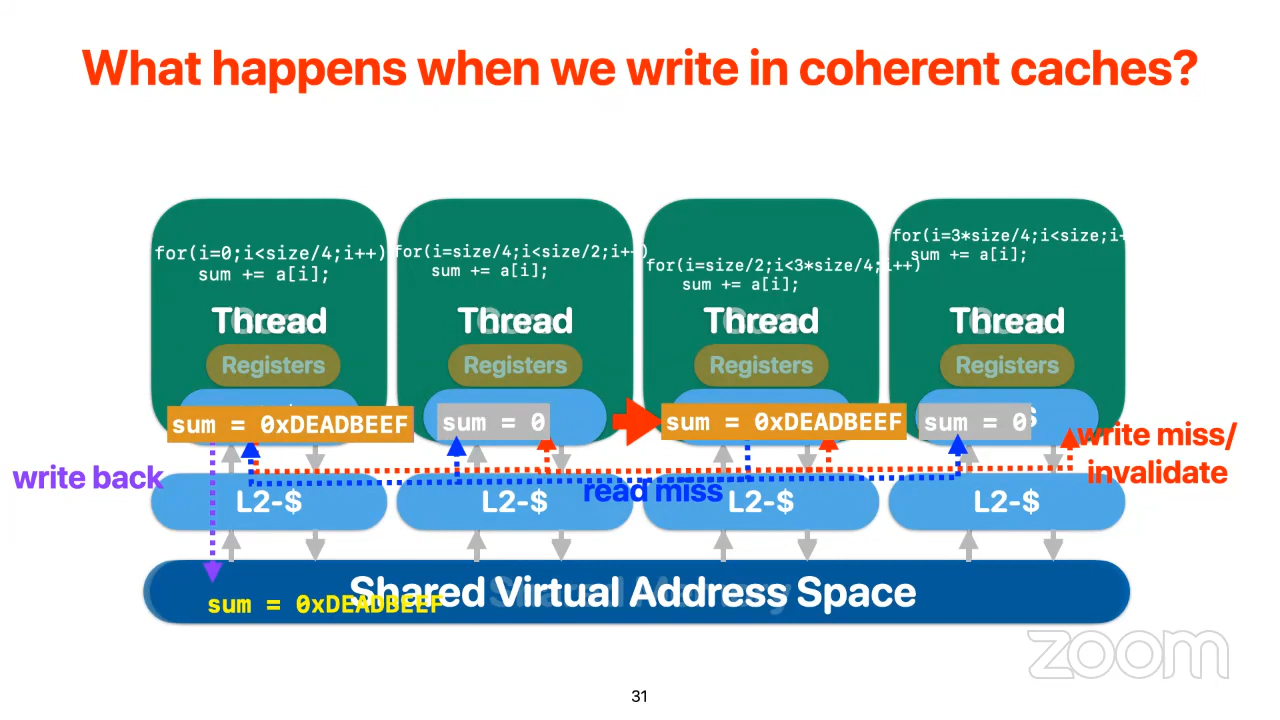 What happens when we write in coherent caches?
for(i=0;i<size/4;i++)
sum += a[i];
for(i=size/4;i<size/2;i++)
sum += a[i];
for(i=size/2;i<3*size/4;i++)
sum += a[i];
for(i=3*size/4;i<size;i+
sum += a[i];
Thread
Thread
Thread
Thread
Registers
Registers
Registers
Registers
sum = 0xDEADBEEF
sum = 0
sum = 0xDEADBEEF
sum = 0
write miss/
invalidate
write back
read miss
L2-$
L2-$
L2-$
L2-$
Shared Virtual Address Space
sum = 0xDEADBEEF
zoom
31